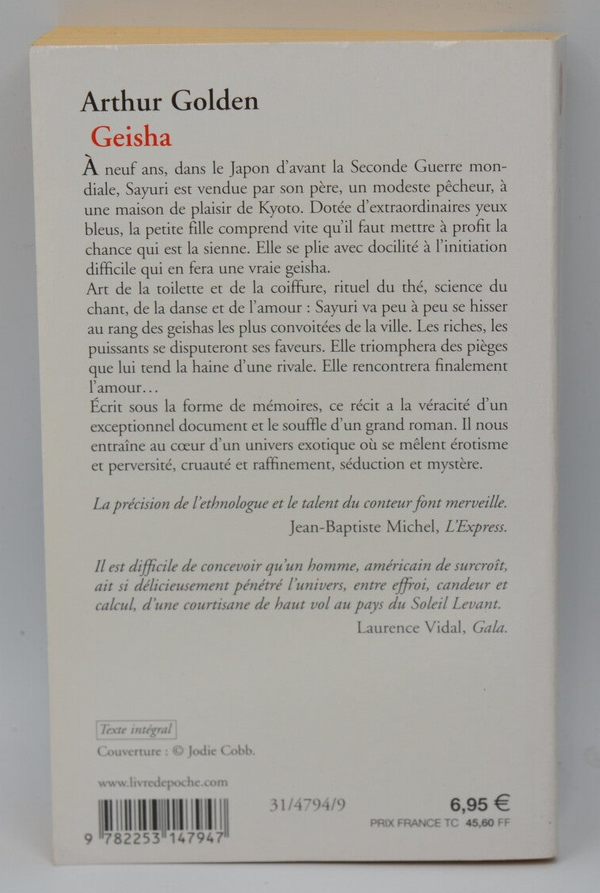 Arthur Golden
Geisha
À neuf ans, dans le Japon d'avant la Seconde Guerre mon-
diale, Sayuri est vendue par son père, un modeste pêcheur, à
une maison de plaisir de Kyoto. Dotée d'extraordinaires yeux
bleus, la petite fille comprend vite qu'il faut mettre à profit la
chance qui est la sienne. Elle se plie avec docilité à l'initiation
difficile qui en fera une vraie geisha.
Art de la toilette et de la coiffure, rituel du thé, science du
chant, de la danse et de l'amour : Sayuri va peu à peu se hisser
au rang des geishas les plus convoitées de la ville. Les riches, les
puissants se disputeront ses faveurs. Elle triomphera des pièges
que lui tend la haine d'une rivale. Elle rencontrera finalement
l'amour…
Écrit sous la forme de mémoires, ce récit a la véracité d'un
exceptionnel document et le souffle d'un grand roman. Il nous
entraîne au cœur d'un univers exotique où se mêlent érotisme
et perversité, cruauté et raffinement, séduction et mystère.
La précision de l'ethnologue et le talent du conteur font merveille.
Jean-Baptiste Michel, L'Express.
Il est difficile de concevoir qu'un homme, américain de surcroît,
ait si délicieusement pénétré l'univers, entre effroi, candeur et
calcul, d'une courtisane de haut vol au pays du Soleil Levant.
Laurence Vidal, Gala.
Texte intégral
Couverture : © Jodie Cobb.
www.livredepoche.com
31/4794/9
6,95 €
PRIX FRANCE TC 45,60 FF
9 782253 147947